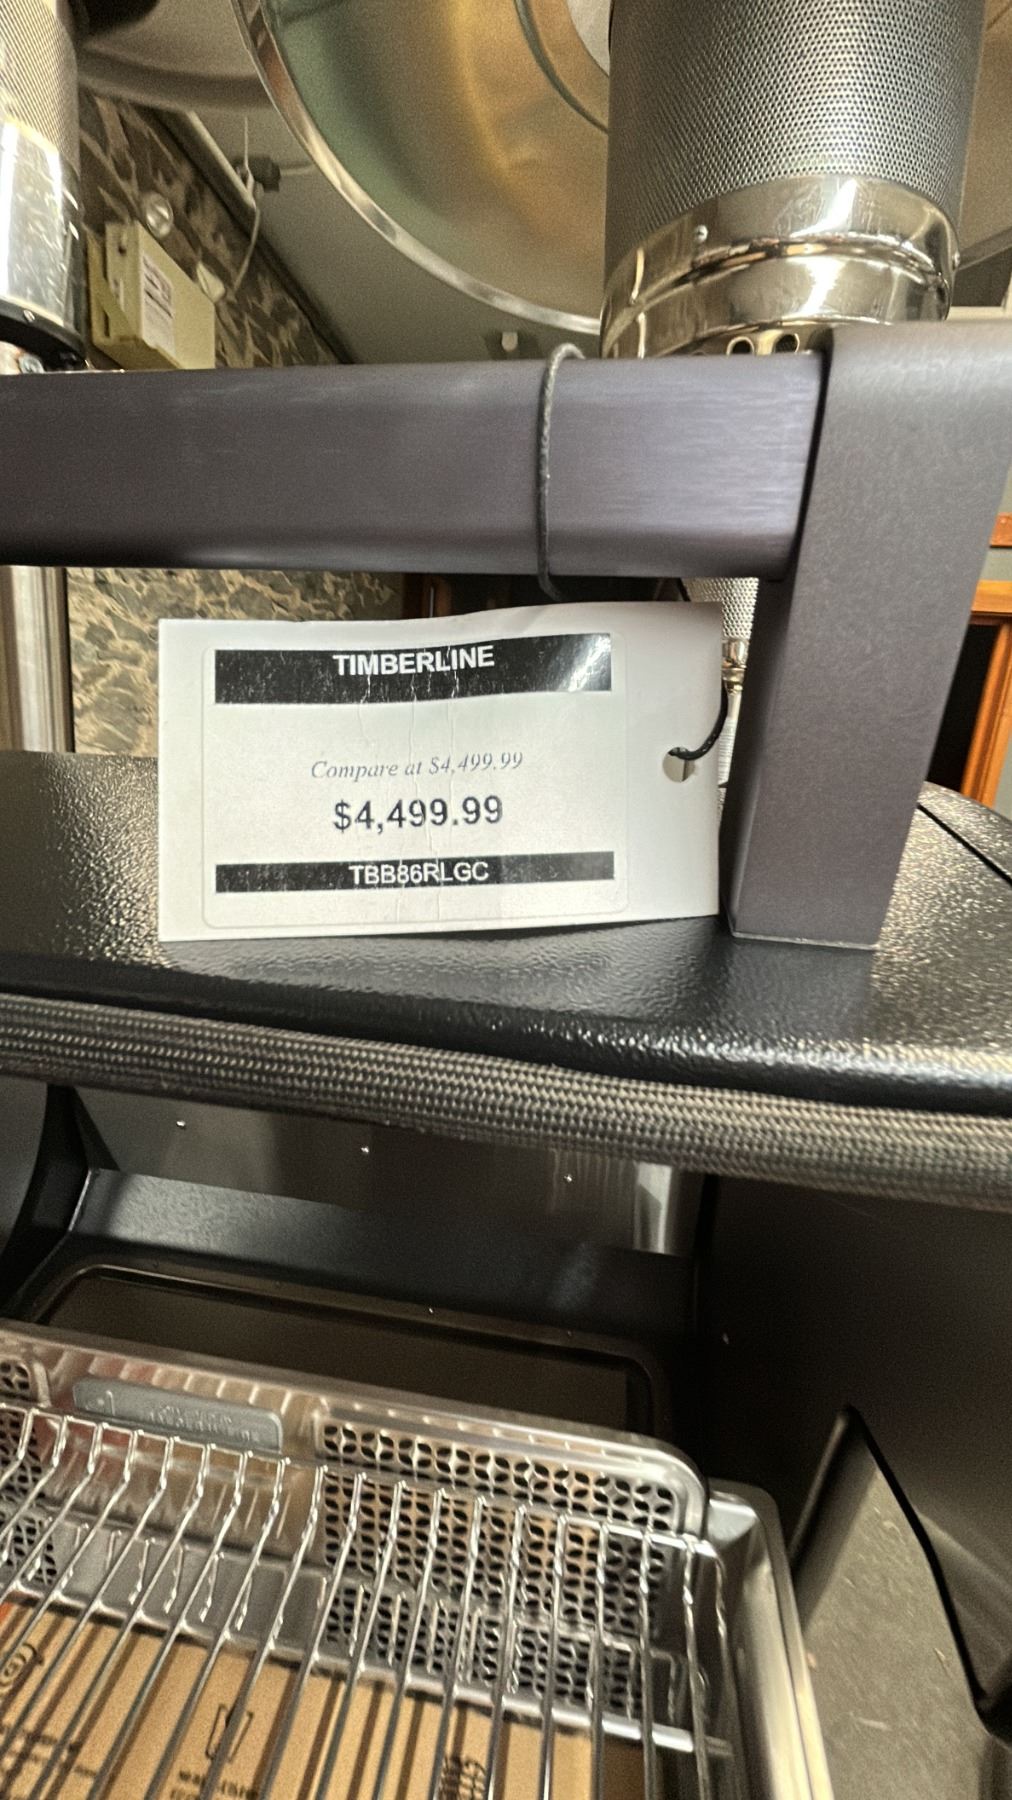 TIMBERLINE
Compare at $4,499.99
$4,499.99
TBB86RLGC